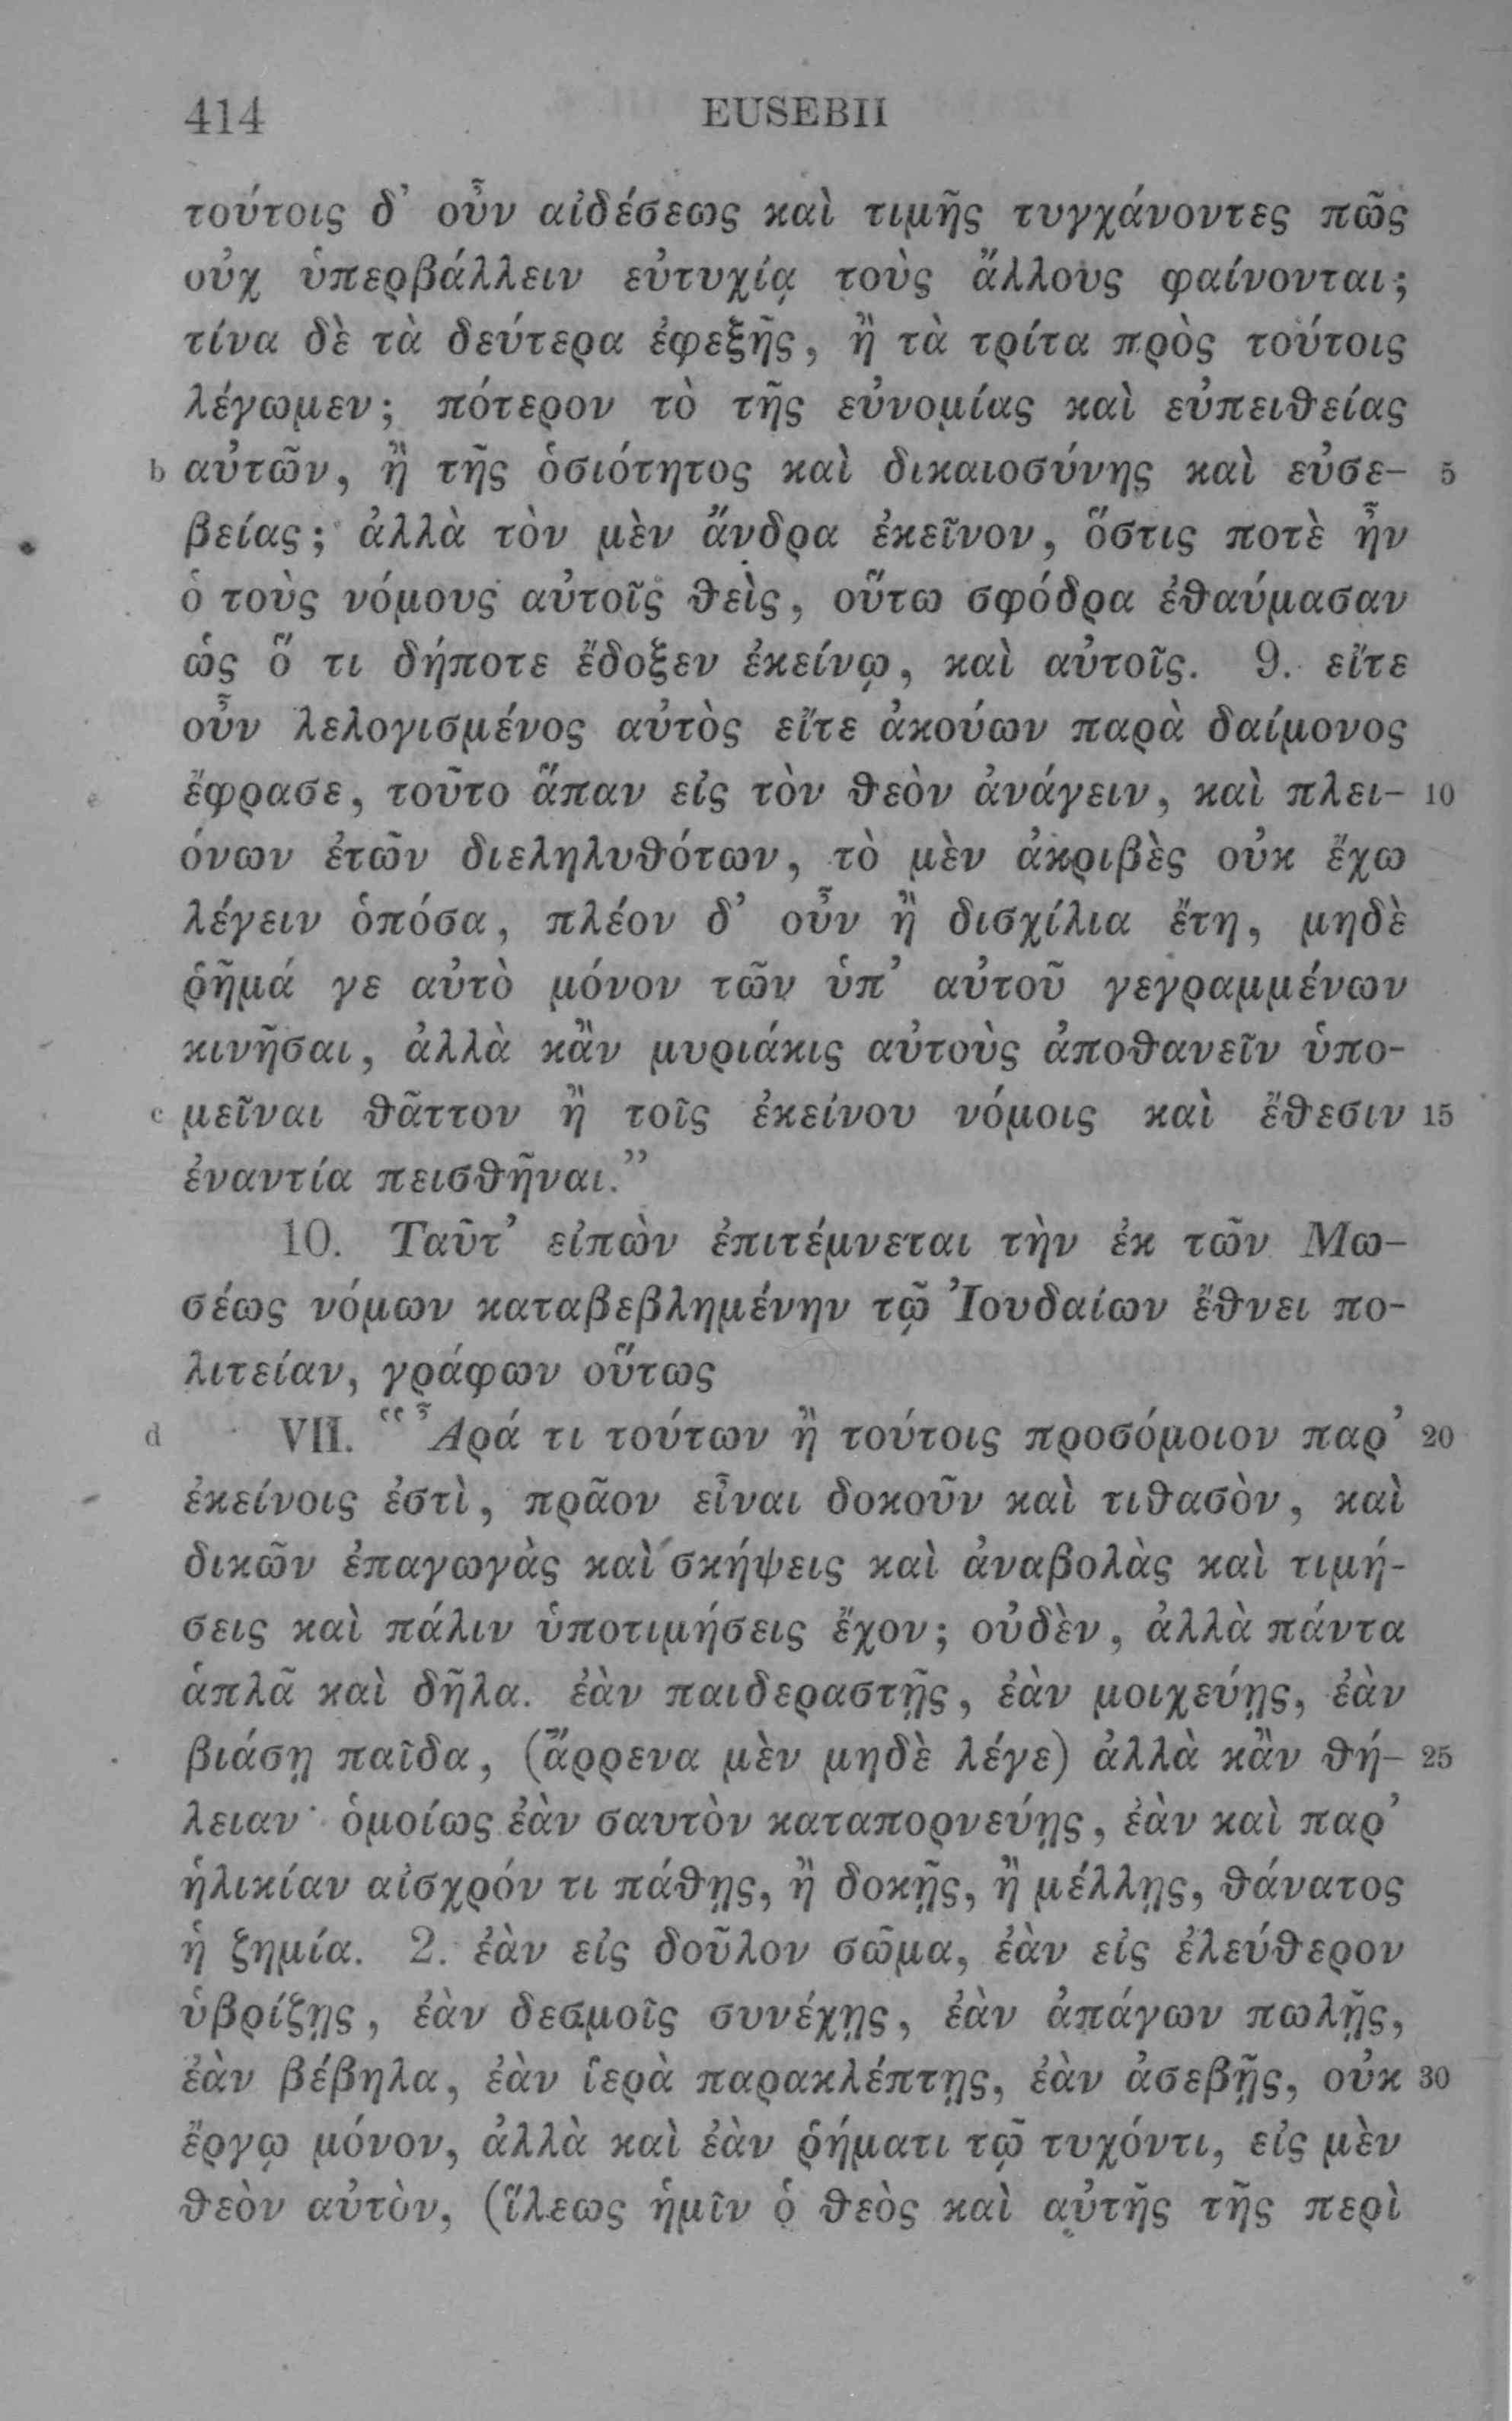 414 EUSEBII
τούτοις δ’ οὖν αἰδέσεως καὶ τιμῆς τυγχάνοντες πῶς
οὐχ ὑπερβάλλειν εὐτυχίᾳ τοὺς ἄλλους φαίνονται;
τίνα δὲ τὰ δεύτερα ἐφεξῆς, ἢ τὰ τρίτα πρὸς τούτοις
λέγωμεν; πότερον τὸ τῆς εὐνομίας καὶ εὐπειθείας
b αὐτῶν, ἢ τῆς ὁσιότητος καὶ δικαιοσύνης καὶ εὐσε- 5
βείας; ἀλλὰ τὸν μὲν ἄνδρα ἐκεῖνον, ὅστις ποτὲ ἦν
ὁ τοὺς νόμους αὐτοῖς θεὶς, οὕτω σφόδρα ἐθαύμασαν
ὡς ὅ τι δήποτε ἔδοξεν ἐκείνῳ, καὶ αὐτοῖς. 9. εἴτε
οὖν λελογισμένος αὐτὸς εἴτε ἀκούων παρὰ δαίμονος
ἔφρασε, τοῦτο ἅπαν εἰς τὸν θεὸν ἀνάγειν, καὶ πλει- 10
όνων ἐτῶν διεληλυθότων, τὸ μὲν ἀκριβὲς οὐκ ἔχω
λέγειν ὁπόσα, πλέον δ’ οὖν ἢ δισχίλια ἔτη, μηδὲ
ῥῆμά γε αὐτὸ μόνον τῶν ὑπ’ αὐτοῦ γεγραμμένων
κινῆσαι, ἀλλὰ κἂν μυριάκις αὐτοὺς ἀποθανεῖν ὑπο-
c μεῖναι θᾶττον ἢ τοῖς ἐκείνου νόμοις καὶ ἔθεσιν 15
ἐναντία πεισθῆναι.”
10. Ταῦτ’ εἰπὼν ἐπιτέμνεται τὴν ἐκ τῶν Μω-
σέως νόμων καταβεβλημένην τῷ Ἰουδαίων ἔθνει πο-
λιτείαν, γράφων οὕτως
d VII. “Ἆρά τι τούτων ἢ τούτοις προσόμοιον παρ’ 20
ἐκείνοις ἐστὶ, πρᾶον εἶναι δοκοῦν καὶ τιθασὸν, καὶ
δικῶν ἐπαγωγὰς καὶ σκήψεις καὶ ἀναβολὰς καὶ τιμή-
σεις καὶ πάλιν ὑποτιμήσεις ἔχον; οὐδὲν, ἀλλὰ πάντα
ἁπλᾶ καὶ δῆλα. ἐὰν παιδεραστῇς, ἐὰν μοιχεύῃς, ἐὰν
βιάσῃ παῖδα, (ἄρρενα μὲν μηδὲ λέγε) ἀλλὰ κἂν θή- 25
λειαν· ὁμοίως ἐὰν σαυτὸν καταπορνεύῃς, ἐὰν καὶ παρ’
ἡλικίαν αἰσχρόν τι πάθῃς, ἢ δοκῇς, ἢ μέλλῃς, θάνατος
ἡ ζημία. 2. ἐὰν εἰς δοῦλον σῶμα, ἐὰν εἰς ἐλεύθερον
ὑβρίζῃς, ἐὰν δεσμοῖς συνέχῃς, ἐὰν ἀπάγων πωλῇς,
ἐὰν βέβηλα, ἐὰν ἱερὰ παρακλέπτῃς, ἐὰν ἀσεβῇς, οὐκ 30
ἔργῳ μόνον, ἀλλὰ καὶ ἐὰν ῥήματι τῷ τυχόντι, εἰς μὲν
θεὸν αὐτὸν, (ἵλεως ἡμῖν ὁ θεὸς καὶ αὐτῆς τῆς περὶ